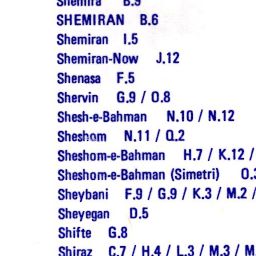 Shemira B.9
SHEMIRAN B.6
Shemiran I.5
Shemiran-Now J.12
Shenasa F.5
Shervin G.9 / O.8
Shesh-e-Bahman N.10 / N.12
Sheshom N.11 / Q.2
Sheshom-e-Bahman H.7 / K.12 /
Sheshom-e-Bahman (Simetri) O.3
Sheybani F.9 / G.9 / K.3 / M.2 /
Sheyegan D.5
Shifte G.8
Shiraz C.7 / H.4 / L.3 / M.3 / M